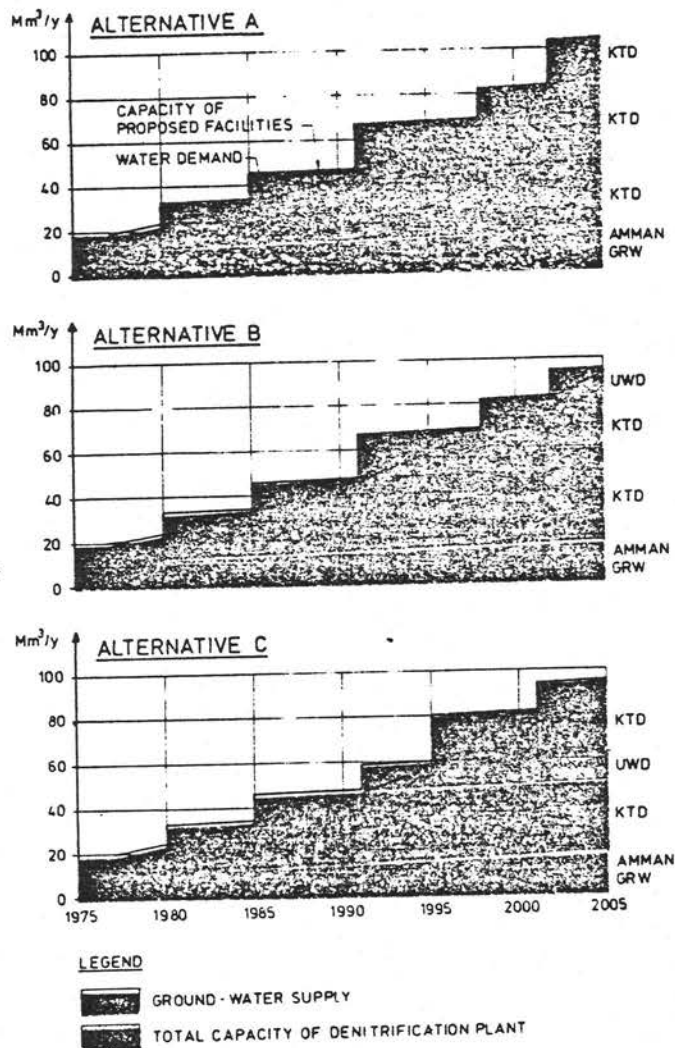 Mm³/y
ALTERNATIVE A
100
80
60
40
20
0
CAPACITY OF
PROPOSED FACILITIES
WATER DEMAND
KTD
KTD
KTD
AMMAN
GRW
Mm³/y
ALTERNATIVE B
100
80
60
40
20
0
UWD
KTD
KTD
AMMAN
GRW
Mm³/y
ALTERNATIVE C
100
80
60
40
20
0
KTD
UWD
KTD
AMMAN
GRW
1975 1980 1985 1990 1995 2000 2005
LEGEND
GROUND-WATER SUPPLY
TOTAL CAPACITY OF DENITRIFICATION PLANT